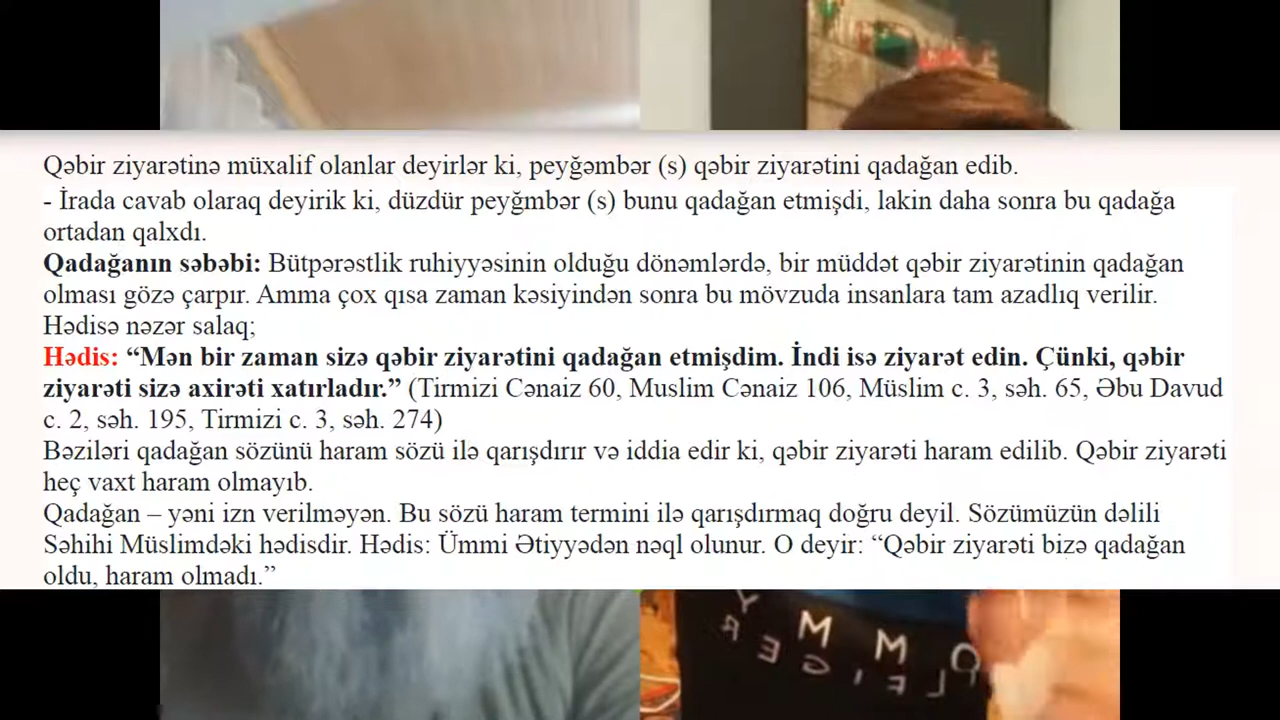 Qəbir ziyarətinə müxalif olanlar deyirlər ki, peyğəmbər (s) qəbir ziyarətini qadağan edib.
- İrada cavab olaraq deyirik ki, düzdür peyğmbər (s) bunu qadağan etmişdi, lakin daha sonra bu qadağa
ortadan qalxdı.
Qadağanın səbəbi: Bütpərəstlik ruhiyyəsinin olduğu dönəmlərdə, bir müddət qəbir ziyarətinin qadağan
olması gözə çarpır. Amma çox qısa zaman kəsiyindən sonra bu mövzuda insanlara tam azadlıq verilir.
Hədisə nəzər salaq;
Hədis: “Mən bir zaman sizə qəbir ziyarətini qadağan etmişdim. İndi isə ziyarət edin. Çünki, qəbir
ziyarəti sizə axirəti xatırladır.” (Tirmizi Cənaiz 60, Muslim Cənaiz 106, Müslim c. 3, səh. 65, Əbu Davud
c. 2, səh. 195, Tirmizi c. 3, səh. 274)
Bəziləri qadağan sözünü haram sözü ilə qarışdırır və iddia edir ki, qəbir ziyarəti haram edilib. Qəbir ziyarəti
heç vaxt haram olmayıb.
Qadağan – yəni izn verilməyən. Bu sözü haram termini ilə qarışdırmaq doğru deyil. Sözümüzün dəlili
Səhihi Müslimdəki hədisdir. Hədis: Ümmi Ətiyyədən nəql olunur. O deyir: “Qəbir ziyarəti bizə qadağan
oldu, haram olmadı.”